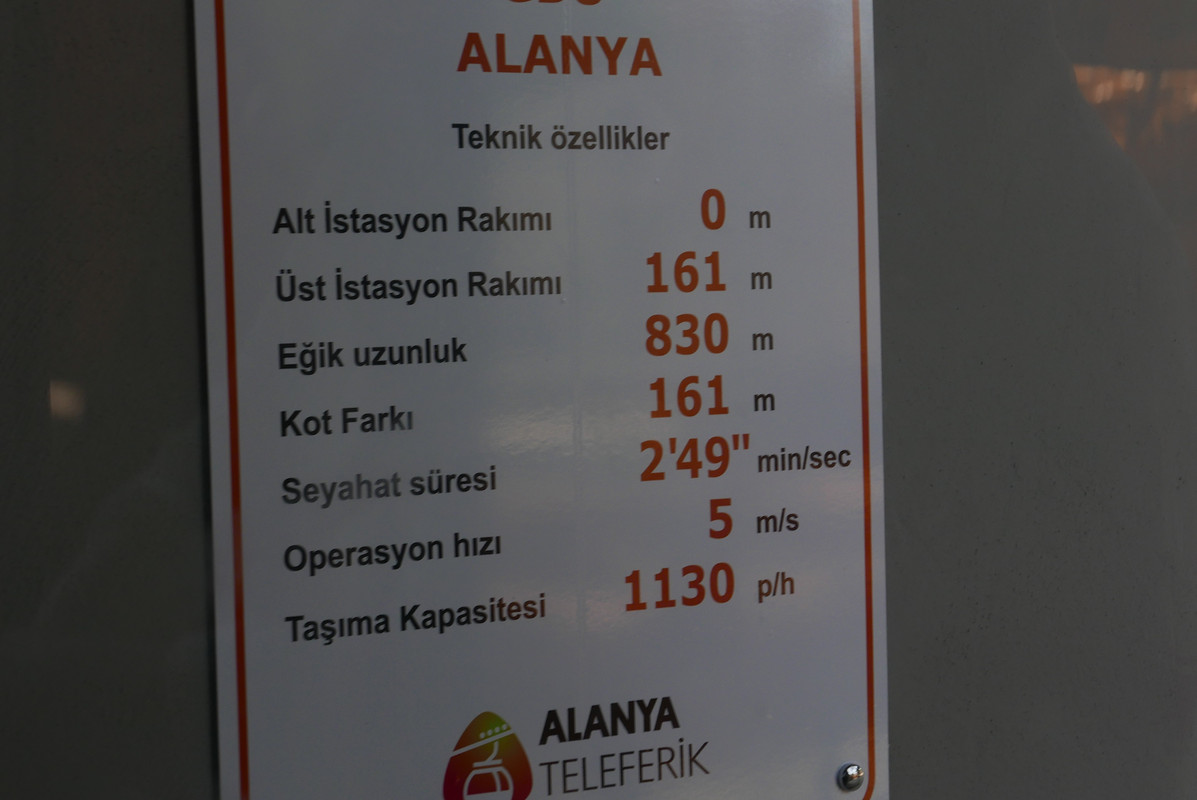 ALANYA
Teknik özellikler
Alt İstasyon Rakımı 0 m
Üst İstasyon Rakımı 161 m
Eğik uzunluk 830 m
Kot Farkı 161 m
Seyahat süresi 2'49" min/sec
Operasyon hızı 5 m/s
Taşıma Kapasitesi 1130 p/h
ALANYA
TELEFERİK